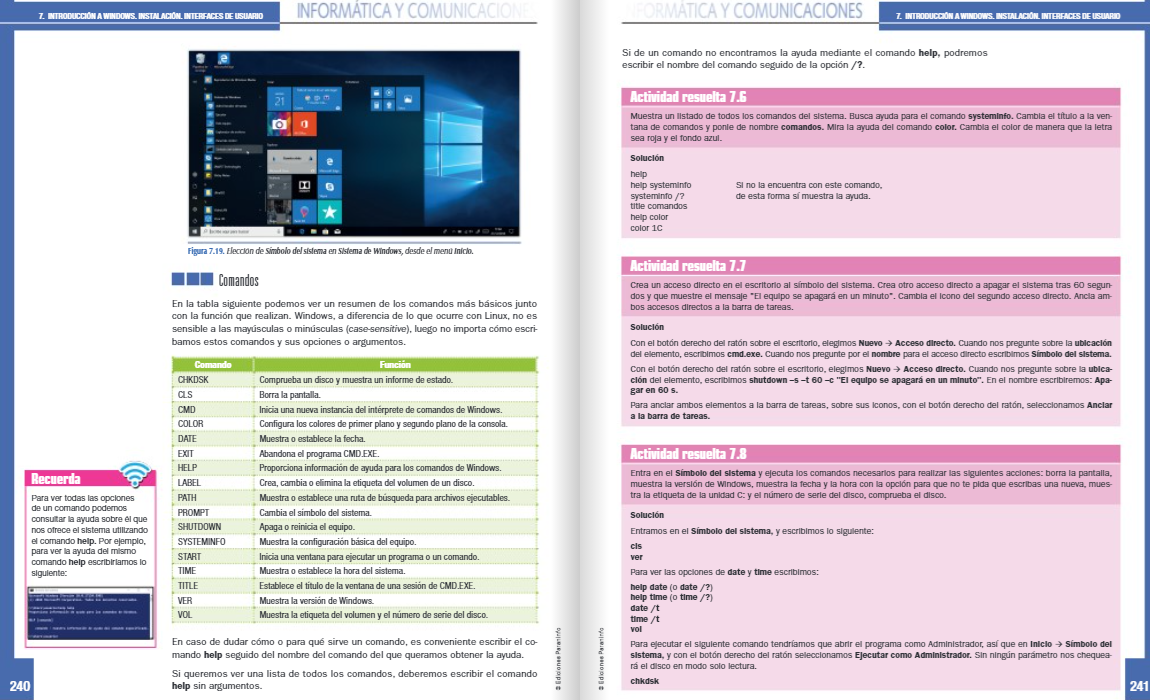 7. INTRODUCCIÓN A WINDOWS. INSTALACIÓN. INTERFACES DE USUARIO
INFORMÁTICA Y COMUNICACIONES
Figura 7.19. Elección de Símbolo del sistema en Sistema de Windows, desde el menú Inicio.
Comandos
En la tabla siguiente podemos ver un resumen de los comandos más básicos junto
con la función que realizan. Windows, a diferencia de lo que ocurre con Linux, no es
sensible a las mayúsculas o minúsculas (case-sensitive), luego no importa cómo escri-
bamos estos comandos y sus opciones o argumentos.
Comando Función
CHKDSK Comprueba un disco y muestra un informe de estado.
CLS Borra la pantalla.
CMD Inicia una nueva instancia del intérprete de comandos de Windows.
COLOR Configura los colores de primer plano y segundo plano de la consola.
DATE Muestra o establece la fecha.
EXIT Abandona el programa CMD.EXE.
HELP Proporciona información de ayuda para los comandos de Windows.
LABEL Crea, cambia o elimina la etiqueta del volumen de un disco.
PATH Muestra o establece una ruta de búsqueda para archivos ejecutables.
PROMPT Cambia el símbolo del sistema.
SHUTDOWN Apaga o reinicia el equipo.
SYSTEMINFO Muestra la configuración básica del equipo.
START Inicia una ventana para ejecutar un programa o un comando.
TIME Muestra o establece la hora del sistema.
TITLE Establece el título de la ventana de una sesión de CMD.EXE.
VER Muestra la versión de Windows.
VOL Muestra la etiqueta del volumen y el número de serie del disco.
En caso de dudar cómo o para qué sirve un comando, es conveniente escribir el co-
mando help seguido del nombre del comando del que queramos obtener la ayuda.
Si queremos ver una lista de todos los comandos, deberemos escribir el comando
help sin argumentos.
Recuerda
Para ver todas las opciones
de un comando podemos
consultar la ayuda sobre él que
nos ofrece el sistema utilizando
el comando help. Por ejemplo,
para ver la ayuda del mismo
comando help escribiríamos lo
siguiente:
© Ediciones Paraninfo
240
INFORMÁTICA Y COMUNICACIONES
7. INTRODUCCIÓN A WINDOWS. INSTALACIÓN. INTERFACES DE USUARIO
Si de un comando no encontramos la ayuda mediante el comando help, podremos
escribir el nombre del comando seguido de la opción /?.
Actividad resuelta 7.6
Muestra un listado de todos los comandos del sistema. Busca ayuda para el comando systeminfo. Cambia el título a la ven-
tana de comandos y ponle de nombre comandos. Mira la ayuda del comando color. Cambia el color de manera que la letra
sea roja y el fondo azul.
Solución
help
help systeminfo Si no la encuentra con este comando,
systeminfo /? de esta forma sí muestra la ayuda.
title comandos
help color
color 1C
Actividad resuelta 7.7
Crea un acceso directo en el escritorio al símbolo del sistema. Crea otro acceso directo a apagar el sistema tras 60 segun-
dos y que muestre el mensaje "El equipo se apagará en un minuto". Cambia el icono del segundo acceso directo. Ancla am-
bos accesos directos a la barra de tareas.
Solución
Con el botón derecho del ratón sobre el escritorio, elegimos Nuevo → Acceso directo. Cuando nos pregunte sobre la ubicación
del elemento, escribimos cmd.exe. Cuando nos pregunte por el nombre para el acceso directo escribimos Símbolo del sistema.
Con el botón derecho del ratón sobre el escritorio, elegimos Nuevo → Acceso directo. Cuando nos pregunte sobre la ubica-
ción del elemento, escribimos shutdown –s –t 60 –c "El equipo se apagará en un minuto". En el nombre escribiremos: Apa-
gar en 60 s.
Para anclar ambos elementos a la barra de tareas, sobre sus iconos, con el botón derecho del ratón, seleccionamos Anclar
a la barra de tareas.
Actividad resuelta 7.8
Entra en el Símbolo del sistema y ejecuta los comandos necesarios para realizar las siguientes acciones: borra la pantalla,
muestra la versión de Windows, muestra la fecha y la hora con la opción para que no te pida que escribas una nueva, mues-
tra la etiqueta de la unidad C: y el número de serie del disco, comprueba el disco.
Solución
Entramos en el Símbolo del sistema, y escribimos lo siguiente:
cls
ver
Para ver las opciones de date y time escribimos:
help date (o date /?)
help time (o time /?)
date /t
time /t
vol
Para ejecutar el siguiente comando tendríamos que abrir el programa como Administrador, así que en Inicio → Símbolo del
sistema, y con el botón derecho del ratón seleccionamos Ejecutar como Administrador. Sin ningún parámetro nos chequea-
rá el disco en modo solo lectura.
chkdsk
© Ediciones Paraninfo
241